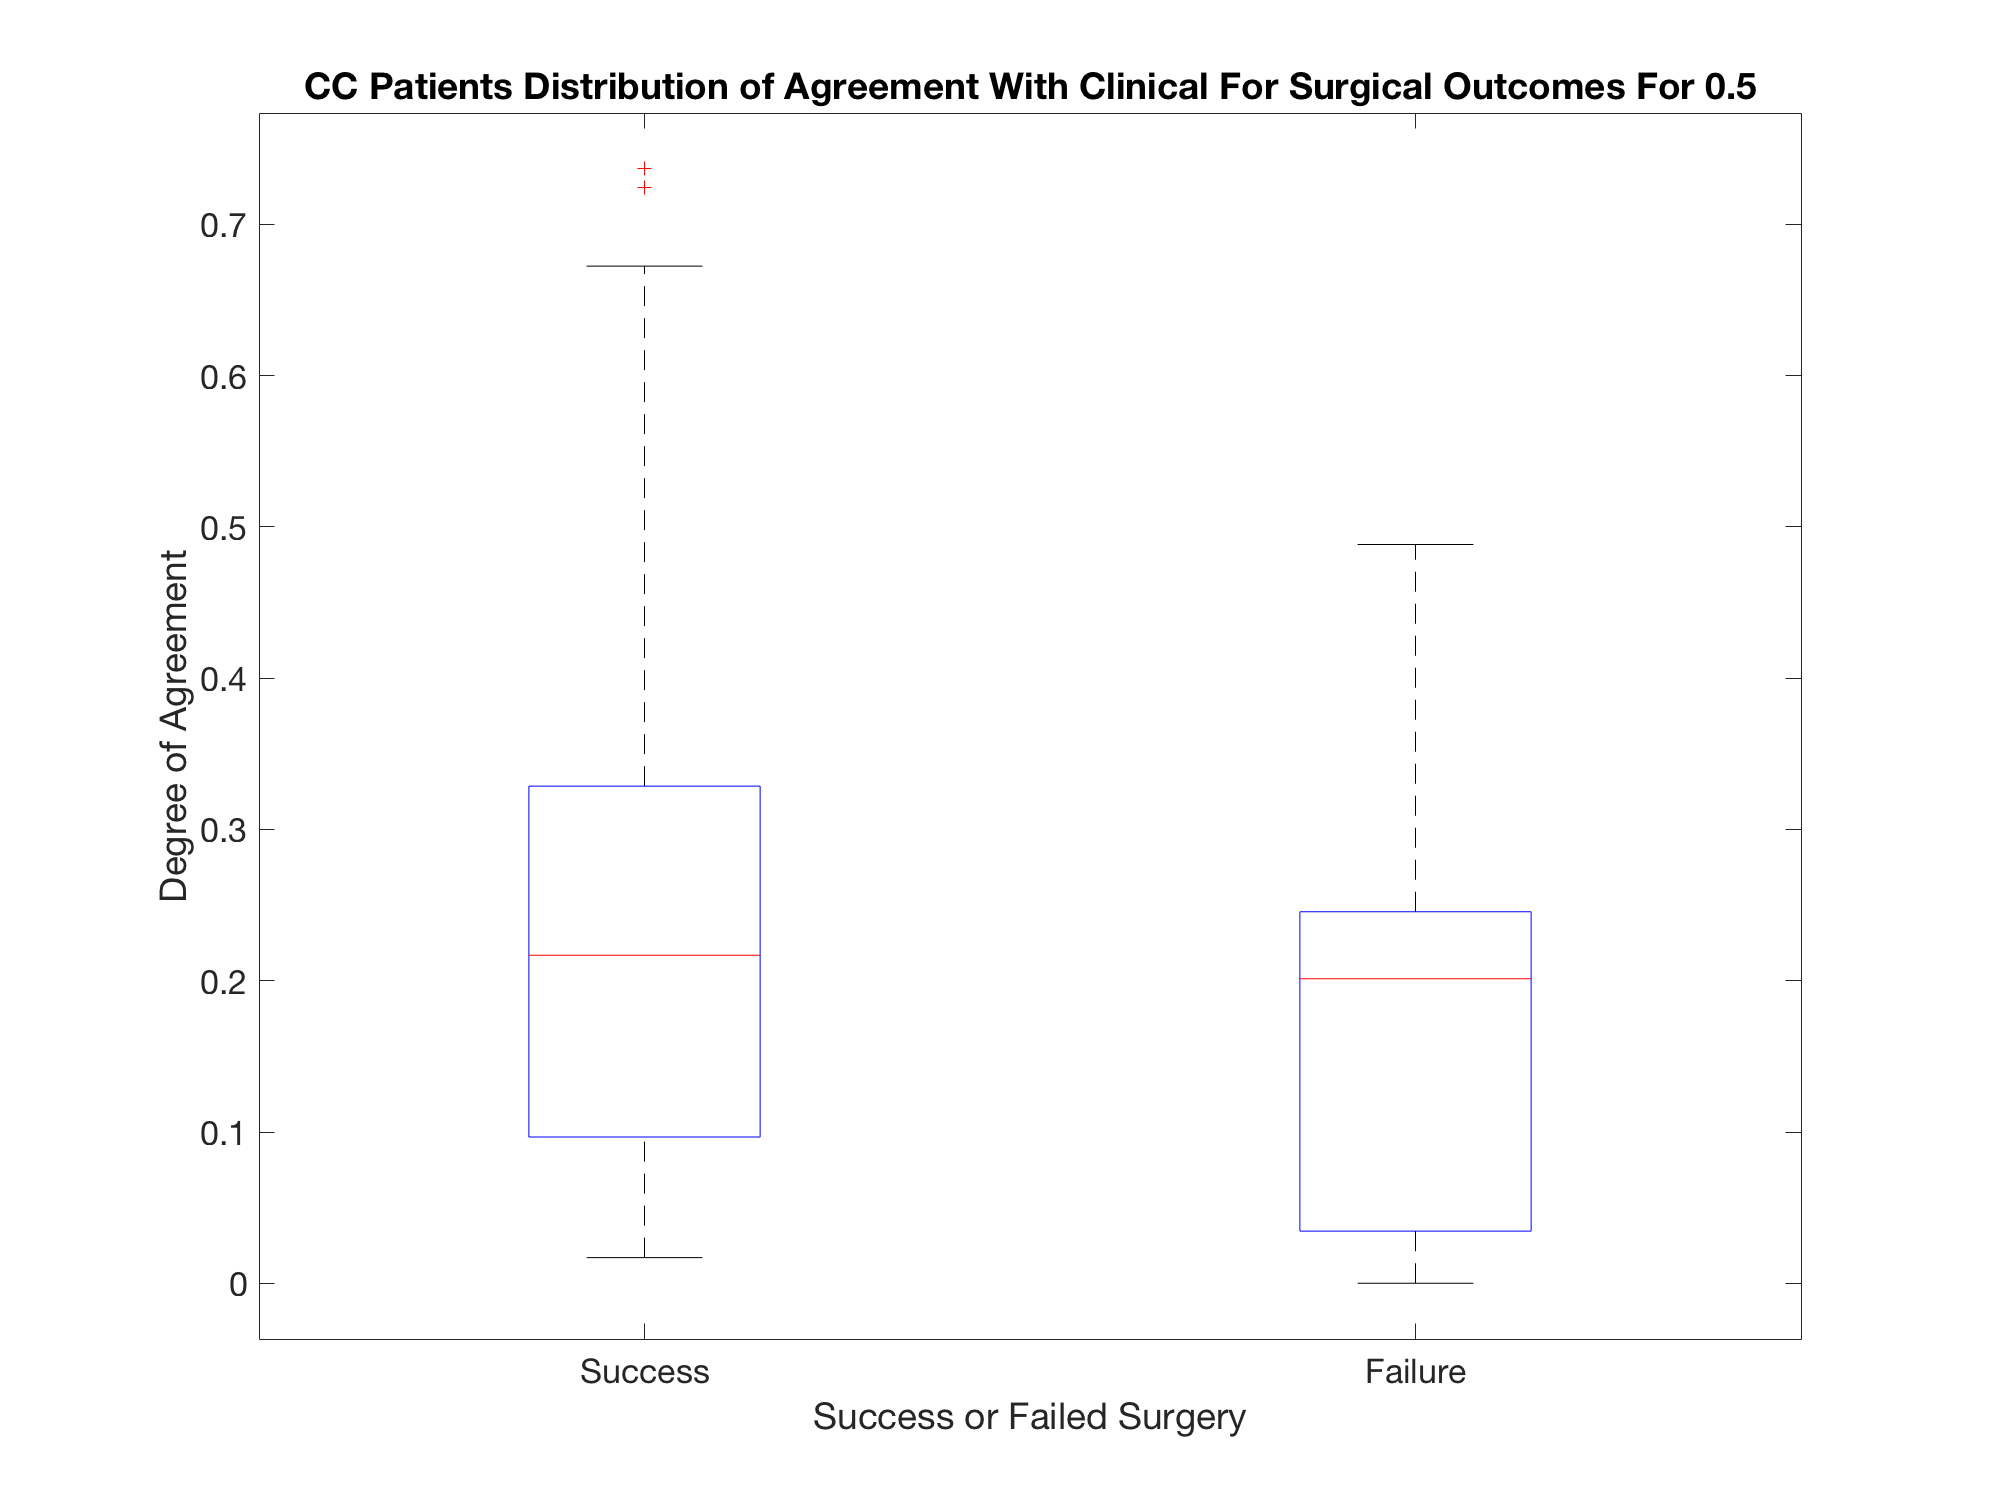 CC Patients Distribution of Agreement With Clinical For Surgical Outcomes For 0.5
Degree of Agreement
0.7
0.6
0.5
0.4
0.3
0.2
0.1
0
Success
Failure
Success or Failed Surgery